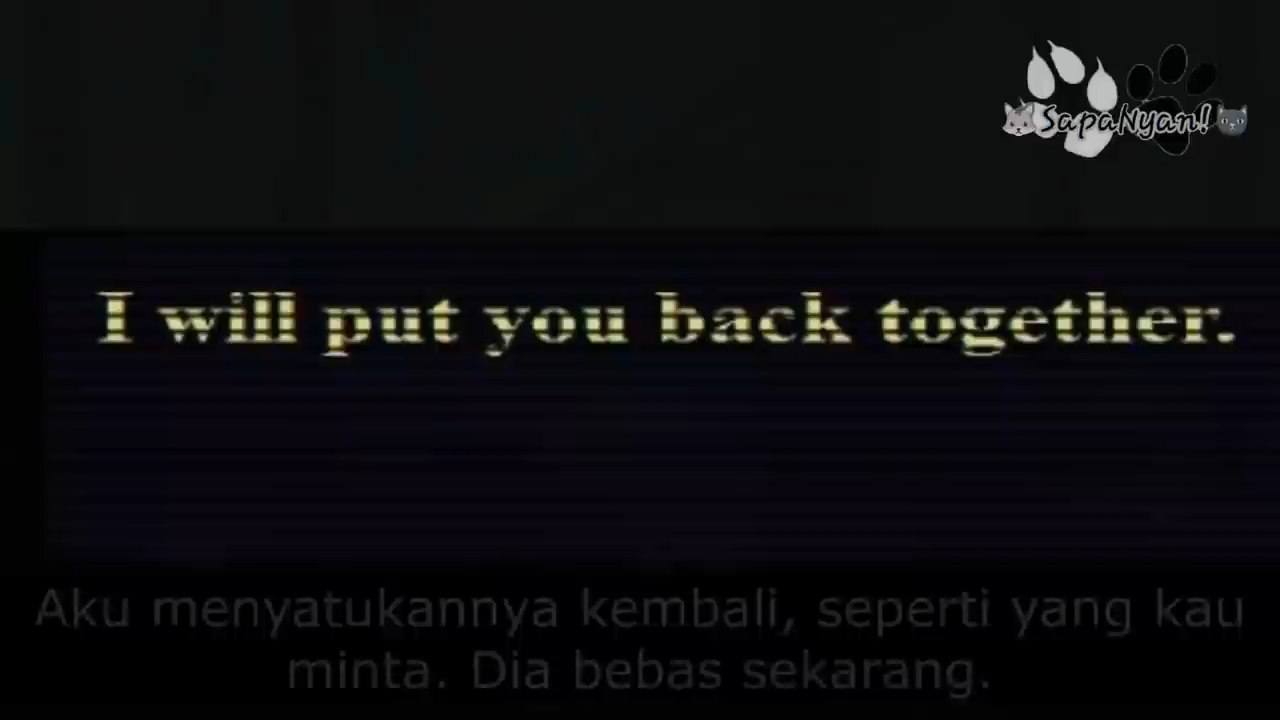 SapaNyan!
I will put you back together.
Aku menyatukannya kembali, seperti yang kau
minta. Dia bebas sekarang.